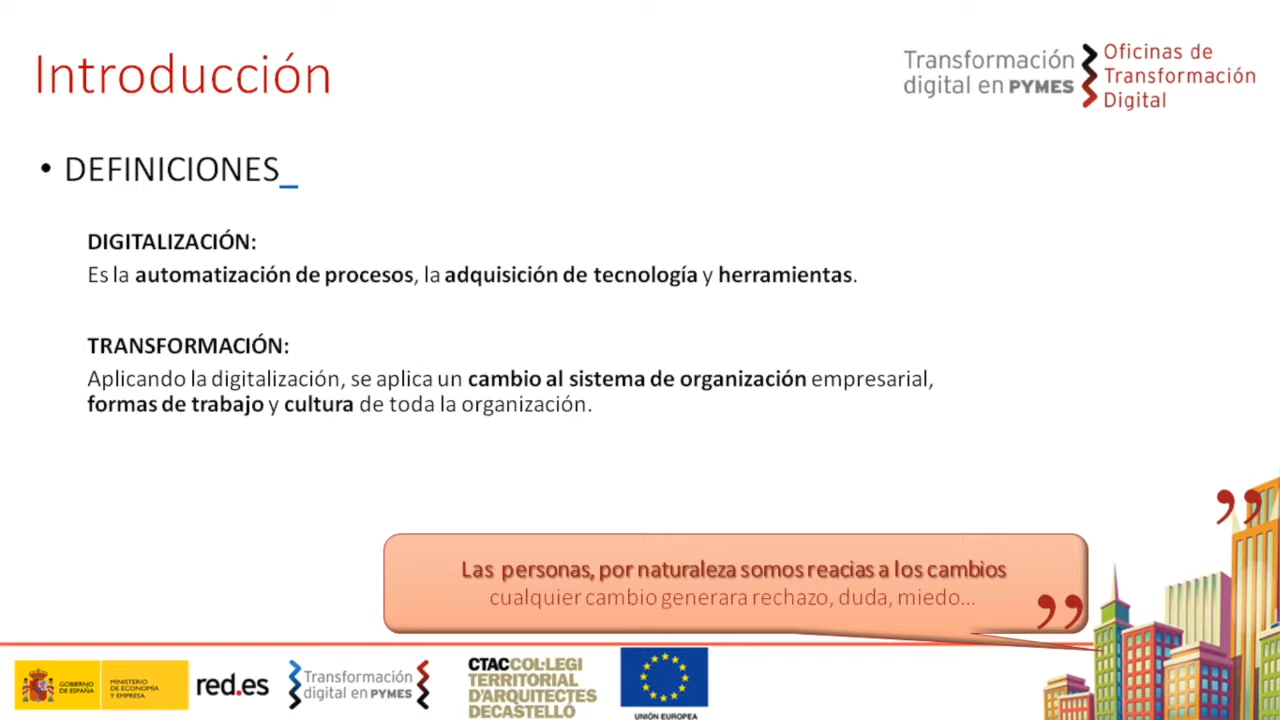 Introducción
Transformación
digital en PYMES
Oficinas de
Transformación
Digital
• DEFINICIONES_
DIGITALIZACIÓN:
Es la automatización de procesos, la adquisición de tecnología y herramientas.
TRANSFORMACIÓN:
Aplicando la digitalización, se aplica un cambio al sistema de organización empresarial,
formas de trabajo y cultura de toda la organización.
”
Las personas, por naturaleza somos reacias a los cambios
cualquier cambio generara rechazo, duda, miedo...
”
GOBIERNO
DE ESPAÑA
MINISTERIO
DE ECONOMÍA
Y EMPRESA
red.es
Transformación
digital en PYMES
CTAC COL·LEGI
TERRITORIAL
D'ARQUITECTES
DECASTELLÓ
UNIÓN EUROPEA